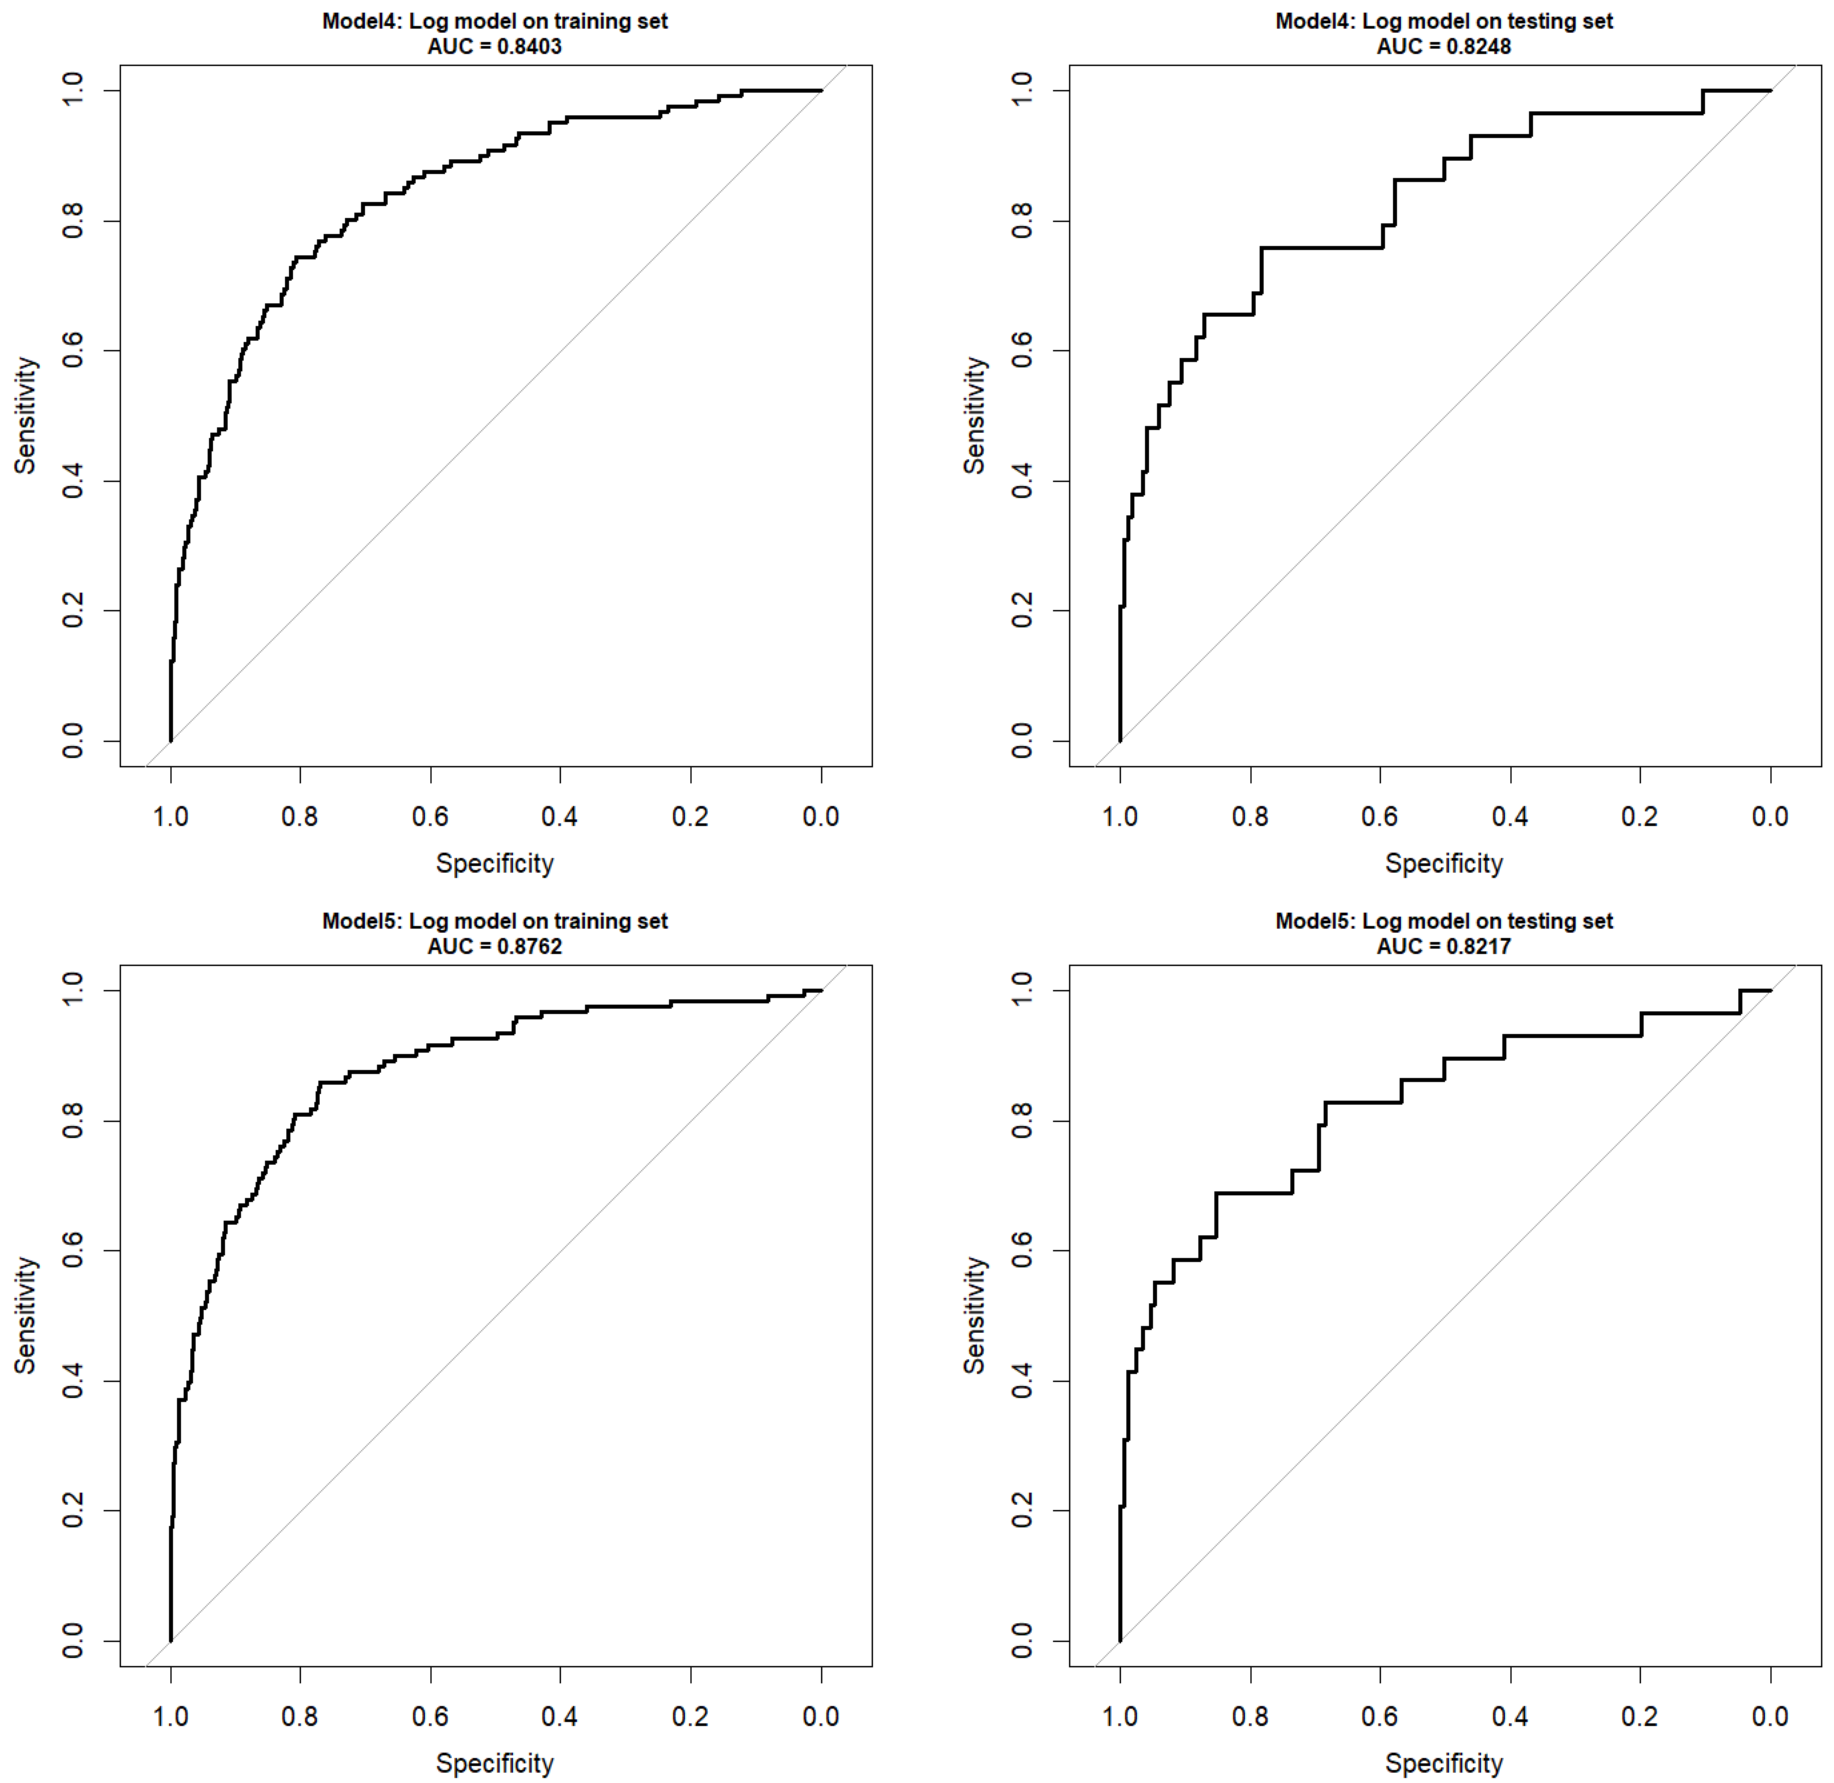 Model4: Log model on training set
AUC = 0.8403
1.0
0.8
0.6
0.4
0.2
0.0
Sensitivity
1.0 0.8 0.6 0.4 0.2 0.0
Specificity
Model4: Log model on testing set
AUC = 0.8248
1.0
0.8
0.6
0.4
0.2
0.0
Sensitivity
1.0 0.8 0.6 0.4 0.2 0.0
Specificity
Model5: Log model on training set
AUC = 0.8762
1.0
0.8
0.6
0.4
0.2
0.0
Sensitivity
1.0 0.8 0.6 0.4 0.2 0.0
Specificity
Model5: Log model on testing set
AUC = 0.8217
1.0
0.8
0.6
0.4
0.2
0.0
Sensitivity
1.0 0.8 0.6 0.4 0.2 0.0
Specificity